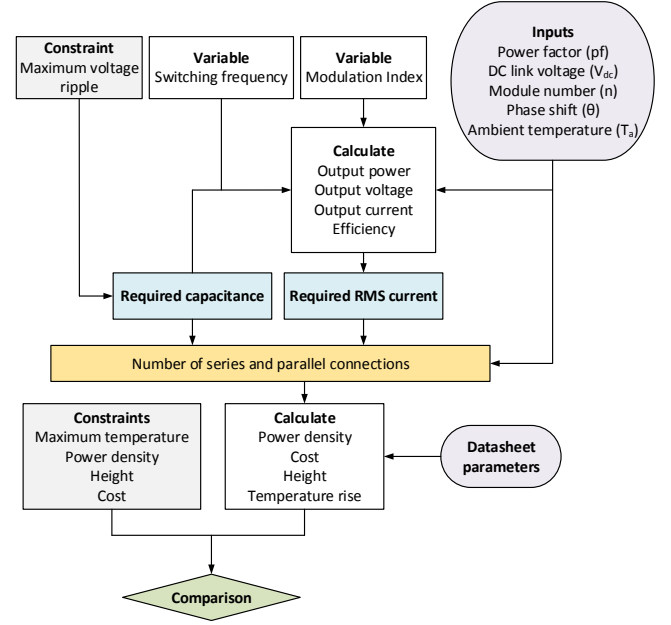 Constraint
Maximum voltage
ripple
Variable
Switching frequency
Variable
Modulation Index
Inputs
Power factor (pf)
DC link voltage (Vdc)
Module number (n)
Phase shift (θ)
Ambient temperature (Ta)
Calculate
Output power
Output voltage
Output current
Efficiency
Required capacitance
Required RMS current
Number of series and parallel connections
Constraints
Maximum temperature
Power density
Height
Cost
Calculate
Power density
Cost
Height
Temperature rise
Datasheet
parameters
Comparison